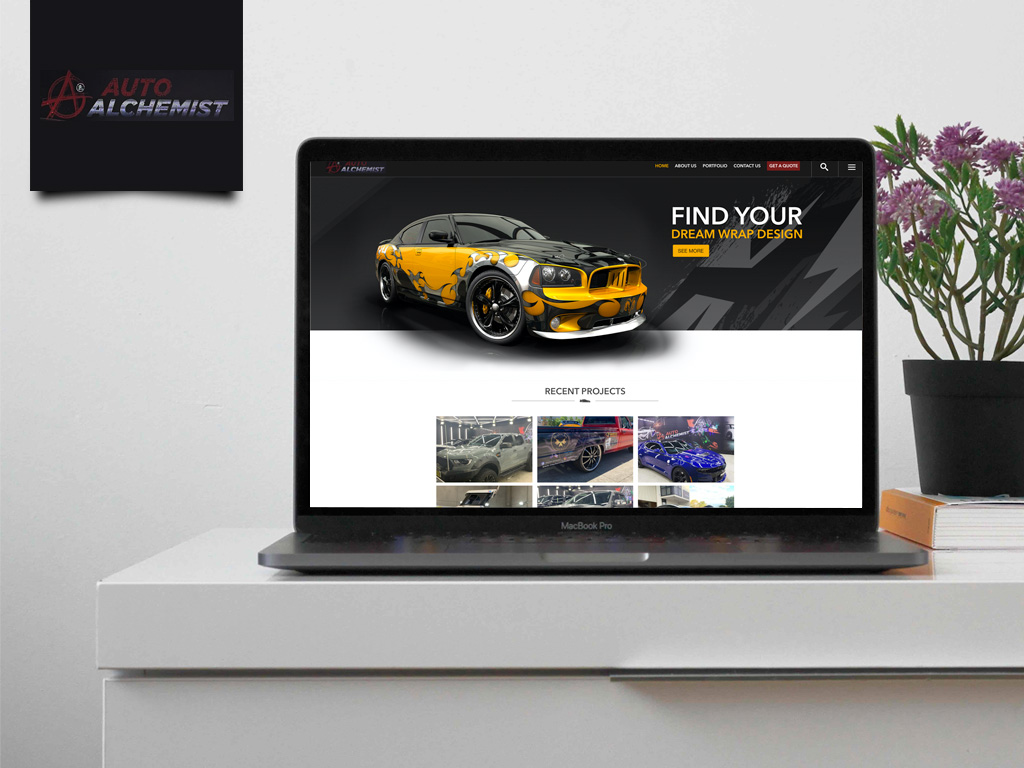 AUTO
ALCHEMIST
ALCHEMIST
HOME ABOUT US PORTFOLIO CONTACT US GET A QUOTE
FIND YOUR
DREAM WRAP DESIGN
SEE MORE
RECENT PROJECTS
MacBook Pro